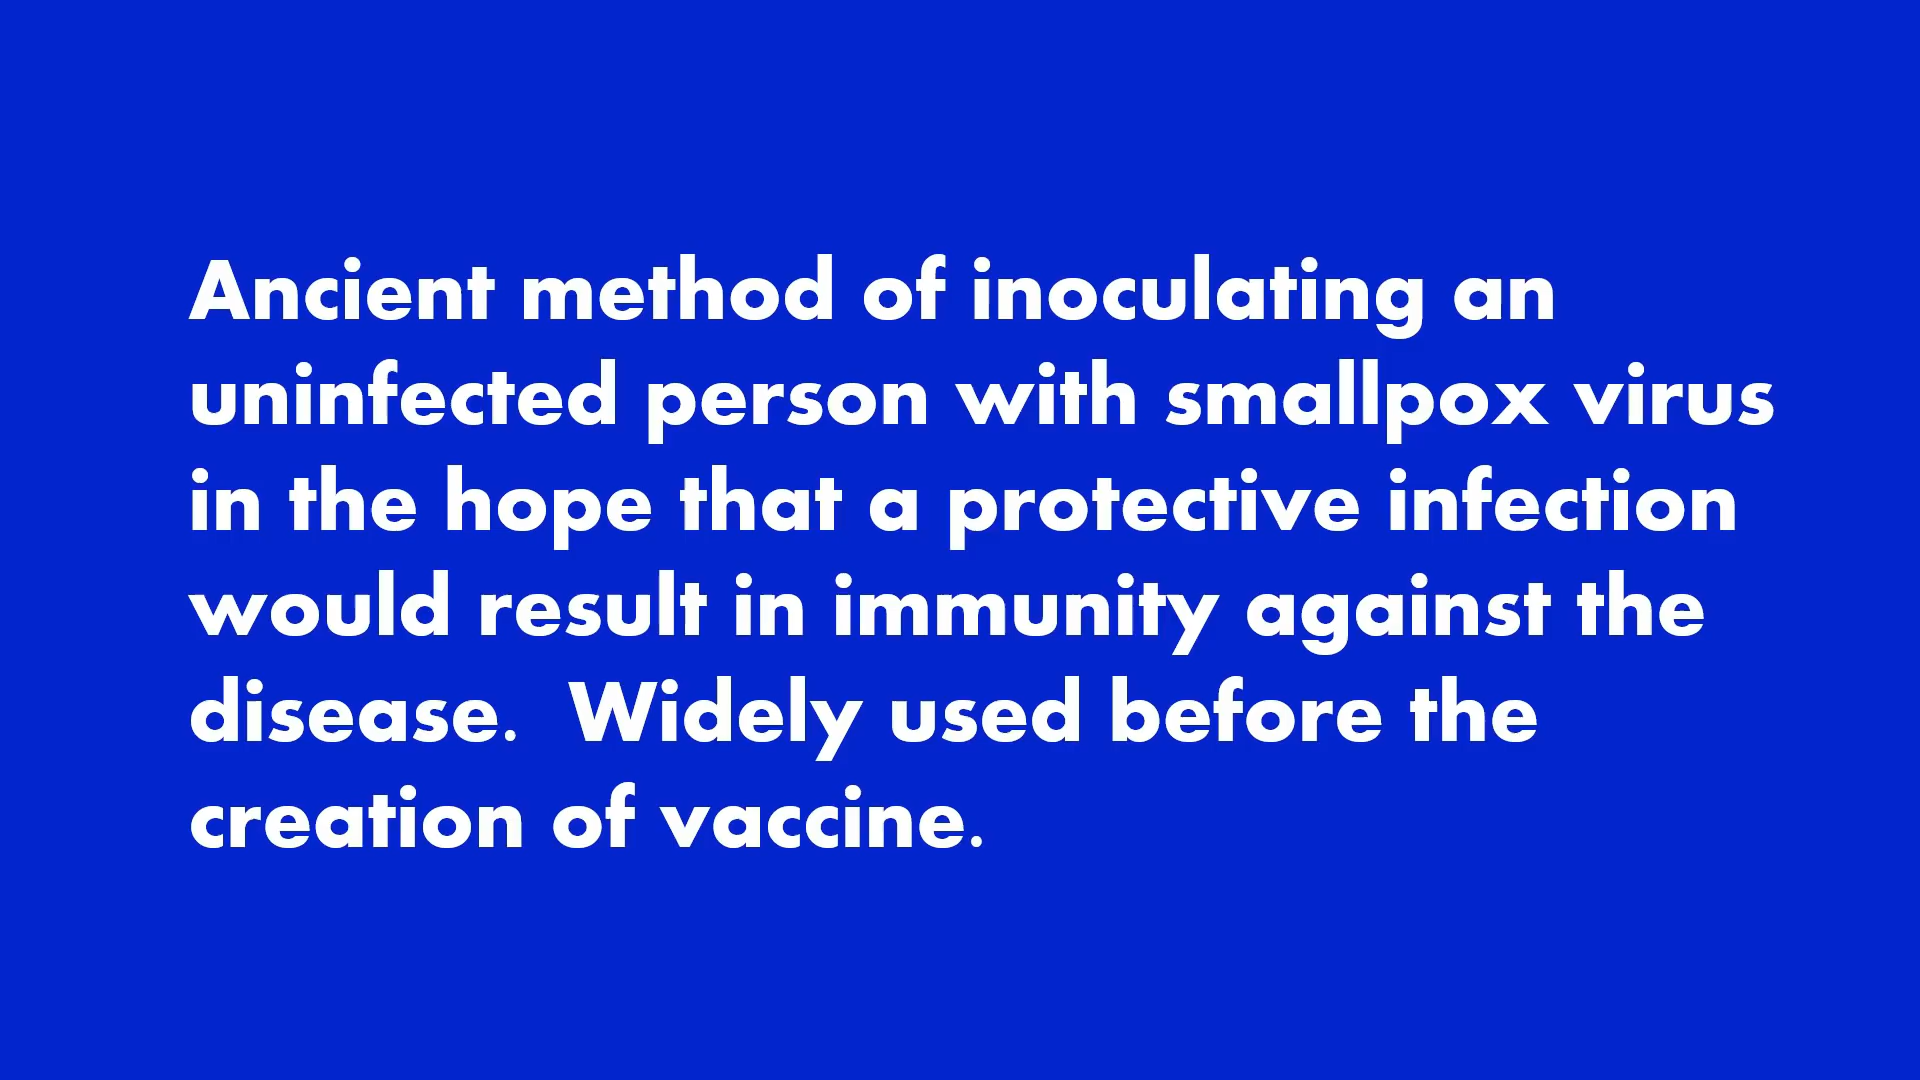 Ancient method of inoculating an
uninfected person with smallpox virus
in the hope that a protective infection
would result in immunity against the
disease.  Widely used before the
creation of vaccine.